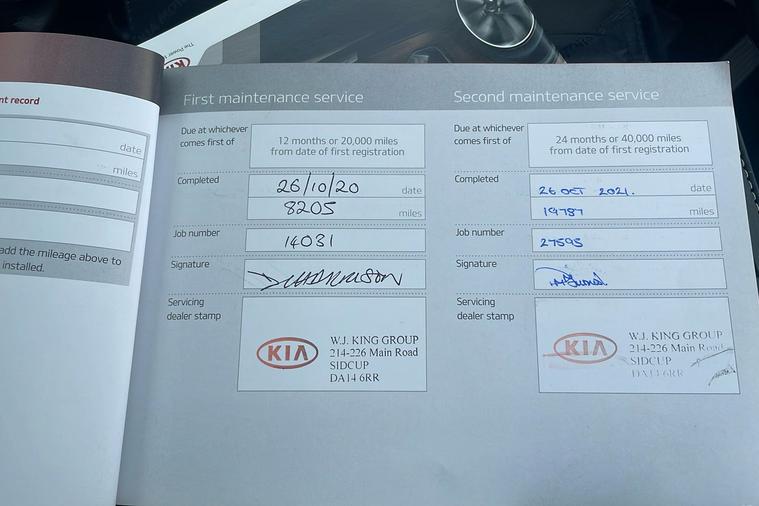 The Power
nt record
date
miles
add the mileage above to
installed.
First maintenance service
Due at whichever
comes first of
12 months or 20,000 miles
from date of first registration
Completed
26/10/20 date
8205 miles
Job number
14031
Signature
Servicing
dealer stamp
KIA
W.J. KING GROUP
214-226 Main Road
SIDCUP
DA14 6RR
Second maintenance service
Due at whichever
comes first of
24 months or 40,000 miles
from date of first registration
Completed
26 OCT 2021. date
19787 miles
Job number
27595
Signature
Servicing
dealer stamp
KIA
W.J. KING GROUP
214-226 Main Road
SIDCUP
DA14 6RR